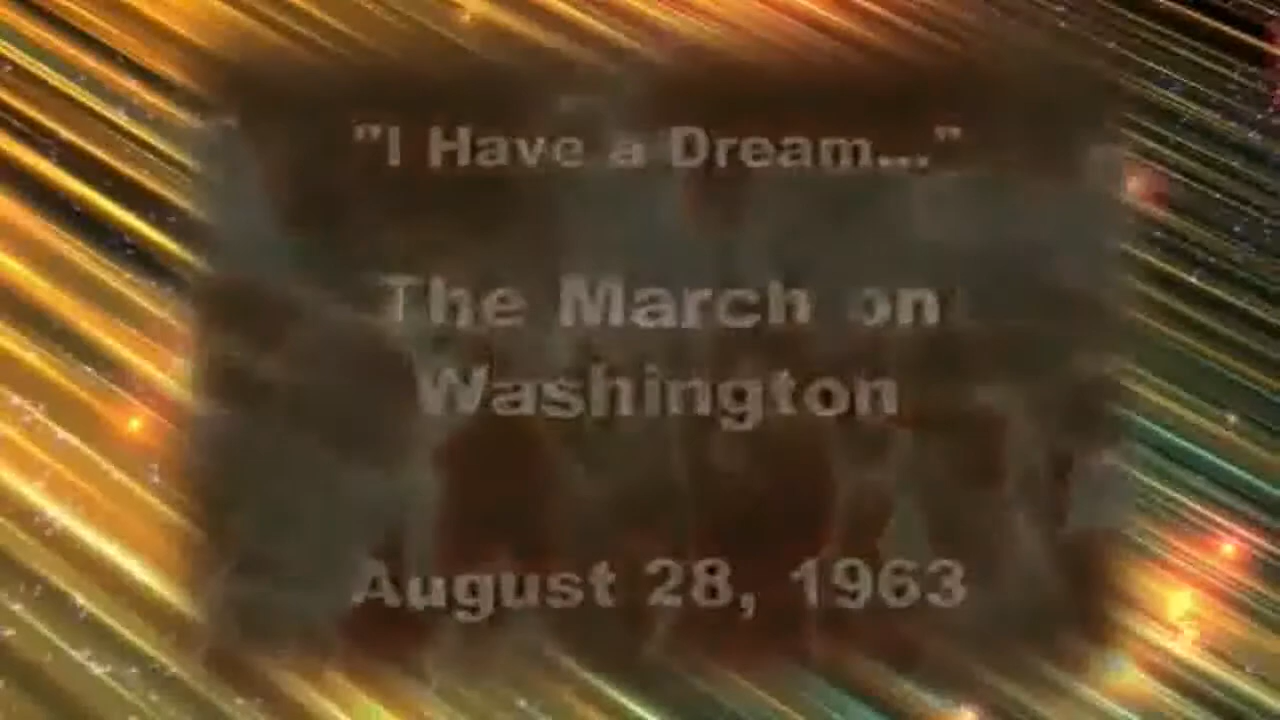 "I Have a Dream..."
The March on
Washington
August 28, 1963